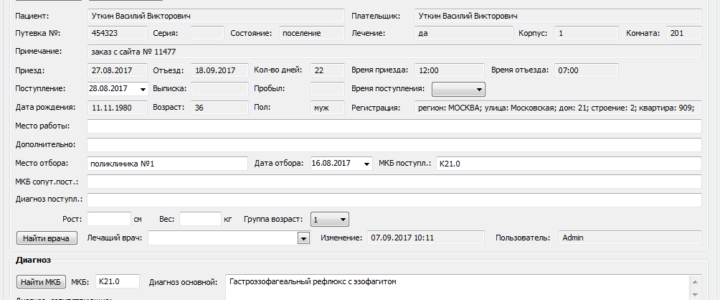 Пациент: Уткин Василий Викторович Плательщик: Уткин Василий Викторович
Путевка №: 454323 Серия: Состояние: поселение Лечение: да Корпус: 1 Комната: 201
Примечание: заказ с сайта № 11477
Приезд: 27.08.2017 Отъезд: 18.09.2017 Кол-во дней: 22 Время приезда: 12:00 Время отъезда: 07:00
Поступление: 28.08.2017 Выписка: Пробыл: Время поступления:
Дата рождения: 11.11.1980 Возраст: 36 Пол: муж Регистрация: регион: МОСКВА; улица: Московская; дом: 21; строение: 2; квартира: 909;
Место работы:
Дополнительно:
Место отбора: поликлиника №1 Дата отбора: 16.08.2017 МКБ поступл.: K21.0
МКБ сопут.пост.:
Диагноз поступл.:
Рост: см Вес: кг Группа возраст: 1
Найти врача Лечащий врач: Изменение: 07.09.2017 10:11 Пользователь: Admin
Диагноз
Найти МКБ МКБ: K21.0 Диагноз основной: Гастроэзофагеальный рефлюкс с эзофагитом